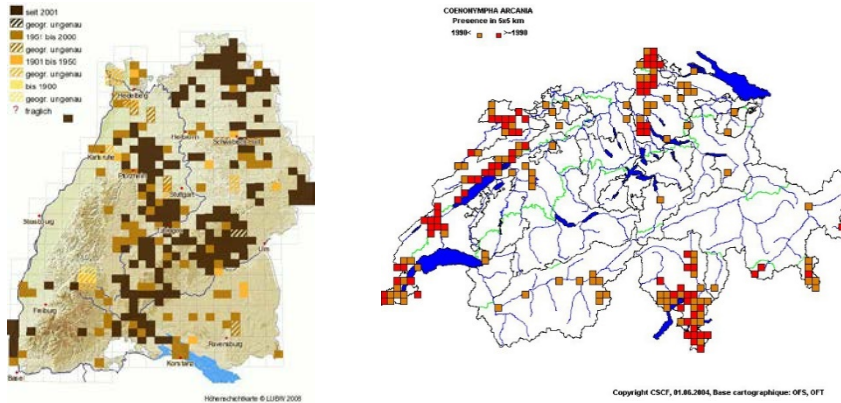 seit 2001
geogr. ungenau
1951 bis 2000
geogr. ungenau
1901 bis 1950
geogr. ungenau
bis 1900
geogr. ungenau
? fraglich
Heidelberg
Heilbronn
Karlsruhe
Pforzheim
Stuttgart
Strasburg
Ulm
Freiburg
Ravensburg
Konstanz
Basel
Höhenschichtkarte © LUBW 2008
COENONYMPHA ARCANIA
Presence in 5x5 km
1990< >=1990
Copyright CSCF, 01.06.2004, Base cartographique: OFS, OFT